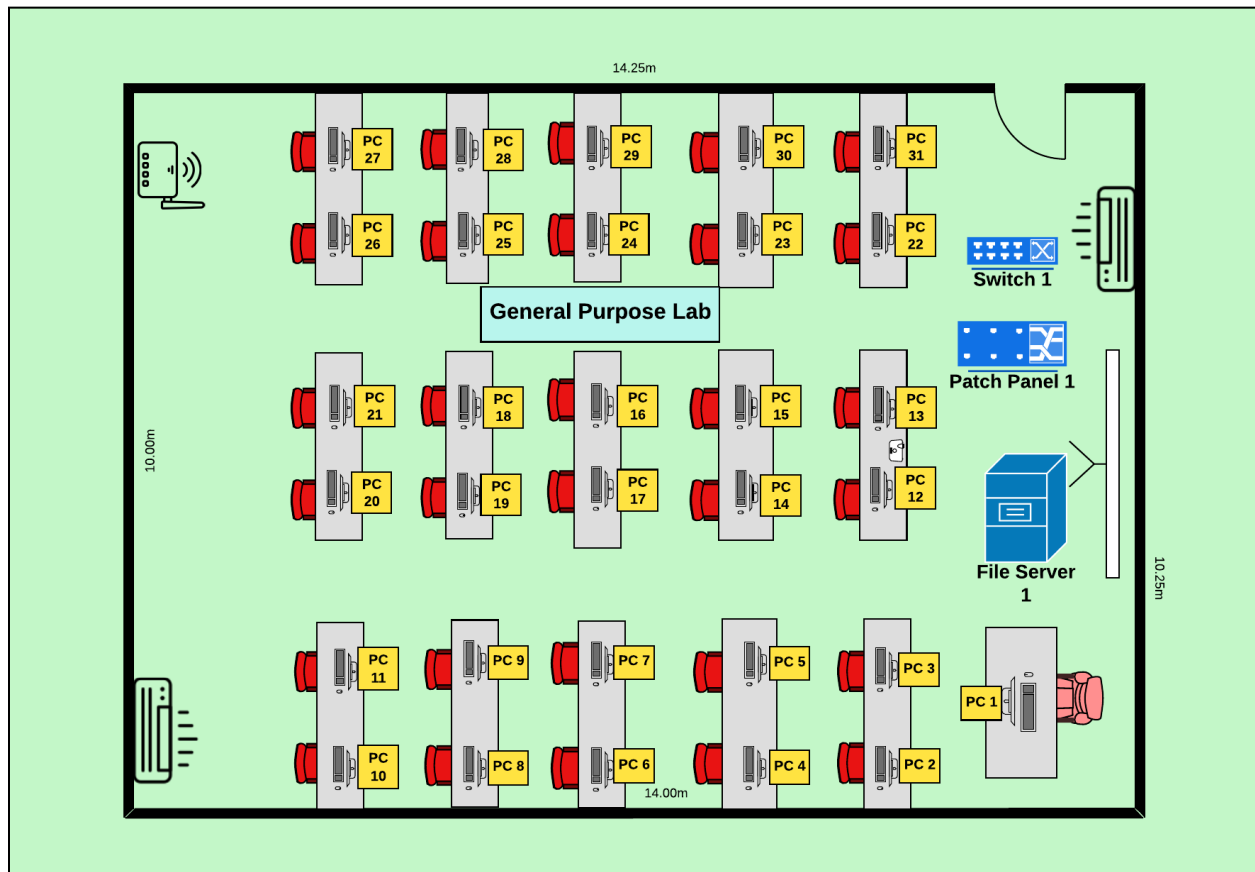 14.25m
PC
27
PC
28
PC
29
PC
30
PC
31
PC
26
PC
25
PC
24
PC
23
PC
22
Switch 1
General Purpose Lab
Patch Panel 1
PC
21
PC
18
PC
16
PC
15
PC
13
10.00m
PC
20
PC
19
PC
17
PC
14
PC
12
File Server
1
10.25m
PC
11
PC 9
PC 7
PC 5
PC 3
PC 1
PC
10
PC 8
PC 6
PC 4
PC 2
14.00m